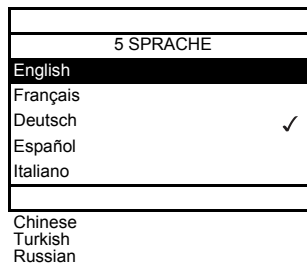 5 SPRACHE
English
Français
Deutsch ✓
Español
Italiano
Chinese
Turkish
Russian